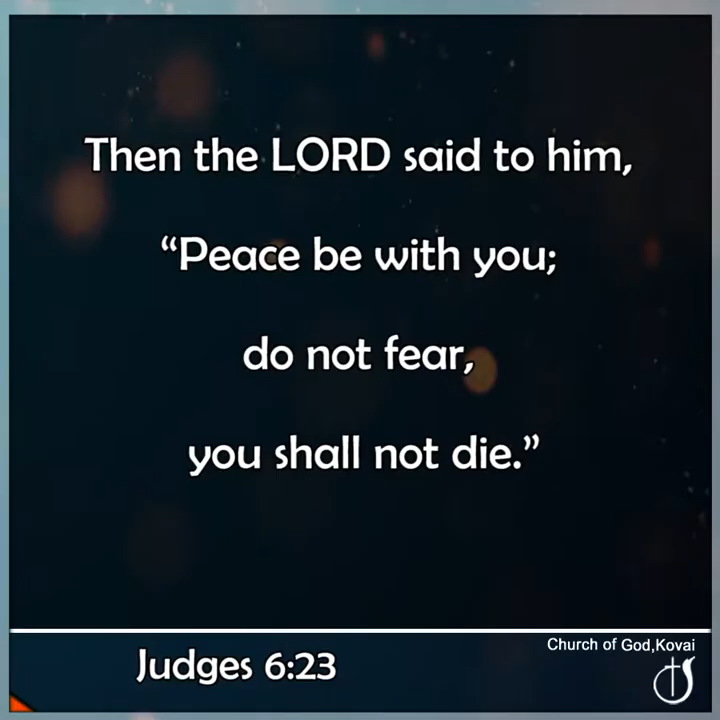 Then the LORD said to him,
“Peace be with you;
do not fear,
you shall not die.”
Judges 6:23
Church of God,Kovai